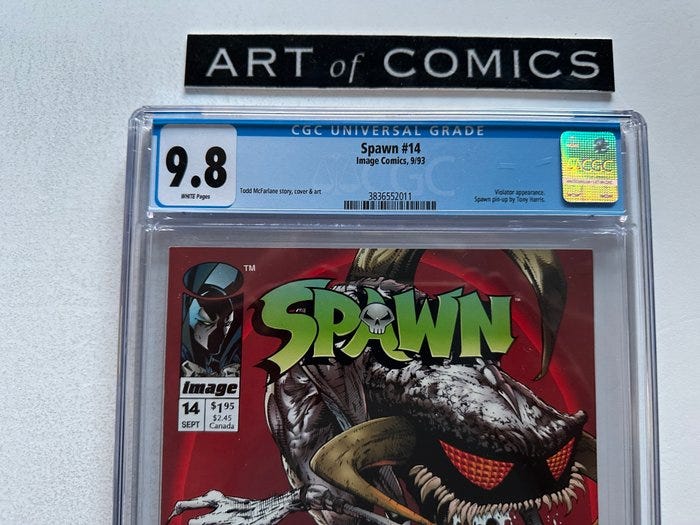 ART of COMICS
CGC UNIVERSAL GRADE
9.8
WHITE Pages
Spawn #14
Image Comics, 9/93
Todd McFarlane story, cover & art
3836552011
Violator appearance.
Spawn pin-up by Tony Harris.
CGC
CGC
TM
SPAWN
image
14
SEPT
$1.95
$2.45
Canada